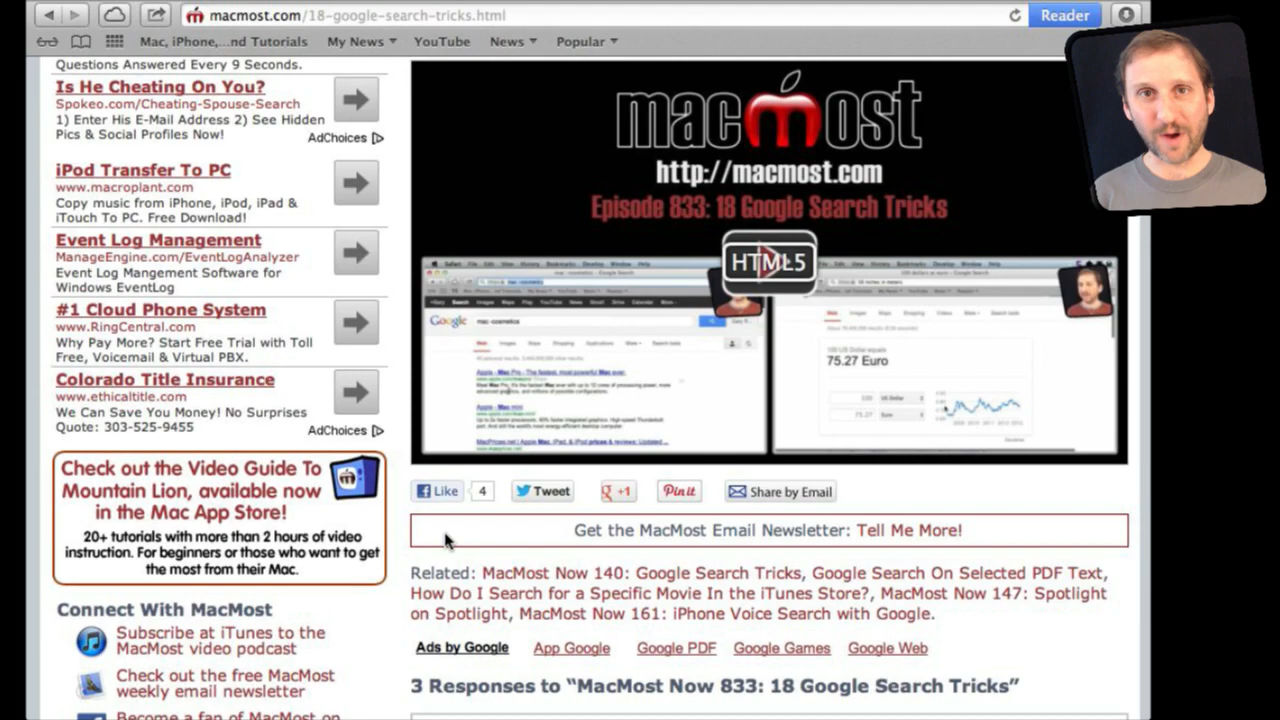 macmost.com/18-google-search-tricks.html
Reader
Mac, iPhone,...nd Tutorials
My News
YouTube
News
Popular
Questions Answered Every 9 Seconds.
Is He Cheating On You?
Spokeo.com/Cheating-Spouse-Search
1) Enter His E-Mail Address 2) See Hidden
Pics & Social Profiles Now!
AdChoices
iPod Transfer To PC
www.macroplant.com
Copy music from iPhone, iPod, iPad &
iTouch To PC. Free Download!
Event Log Management
ManageEngine.com/EventLogAnalyzer
Event Log Mangement Software for
Windows EventLog
#1 Cloud Phone System
www.RingCentral.com
Why Pay More? Start Free Trial with Toll
Free, Voicemail & Virtual PBX.
Colorado Title Insurance
www.ethicaltitle.com
We Can Save You Money! No Surprises
Quote: 303-525-9455
AdChoices
Check out the Video Guide To
Mountain Lion, available now
in the Mac App Store!
20+ tutorials with more than 2 hours of video
instruction. For beginners or those who want to get
the most from their Mac.
Connect With MacMost
Subscribe at iTunes to the
MacMost video podcast
Check out the free MacMost
weekly email newsletter
Become a fan of MacMost on
macmost
http://macmost.com
Episode 833: 18 Google Search Tricks
HTML5
Google
mac -cosmetics
100 US Dollar equals
75.27 Euro
Like
4
Tweet
g +1
Pin it
Share by Email
Get the MacMost Email Newsletter: Tell Me More!
Related: MacMost Now 140: Google Search Tricks, Google Search On Selected PDF Text,
How Do I Search for a Specific Movie In the iTunes Store?, MacMost Now 147: Spotlight
on Spotlight, MacMost Now 161: iPhone Voice Search with Google.
Ads by Google
App Google
Google PDF
Google Games
Google Web
3 Responses to “MacMost Now 833: 18 Google Search Tricks”